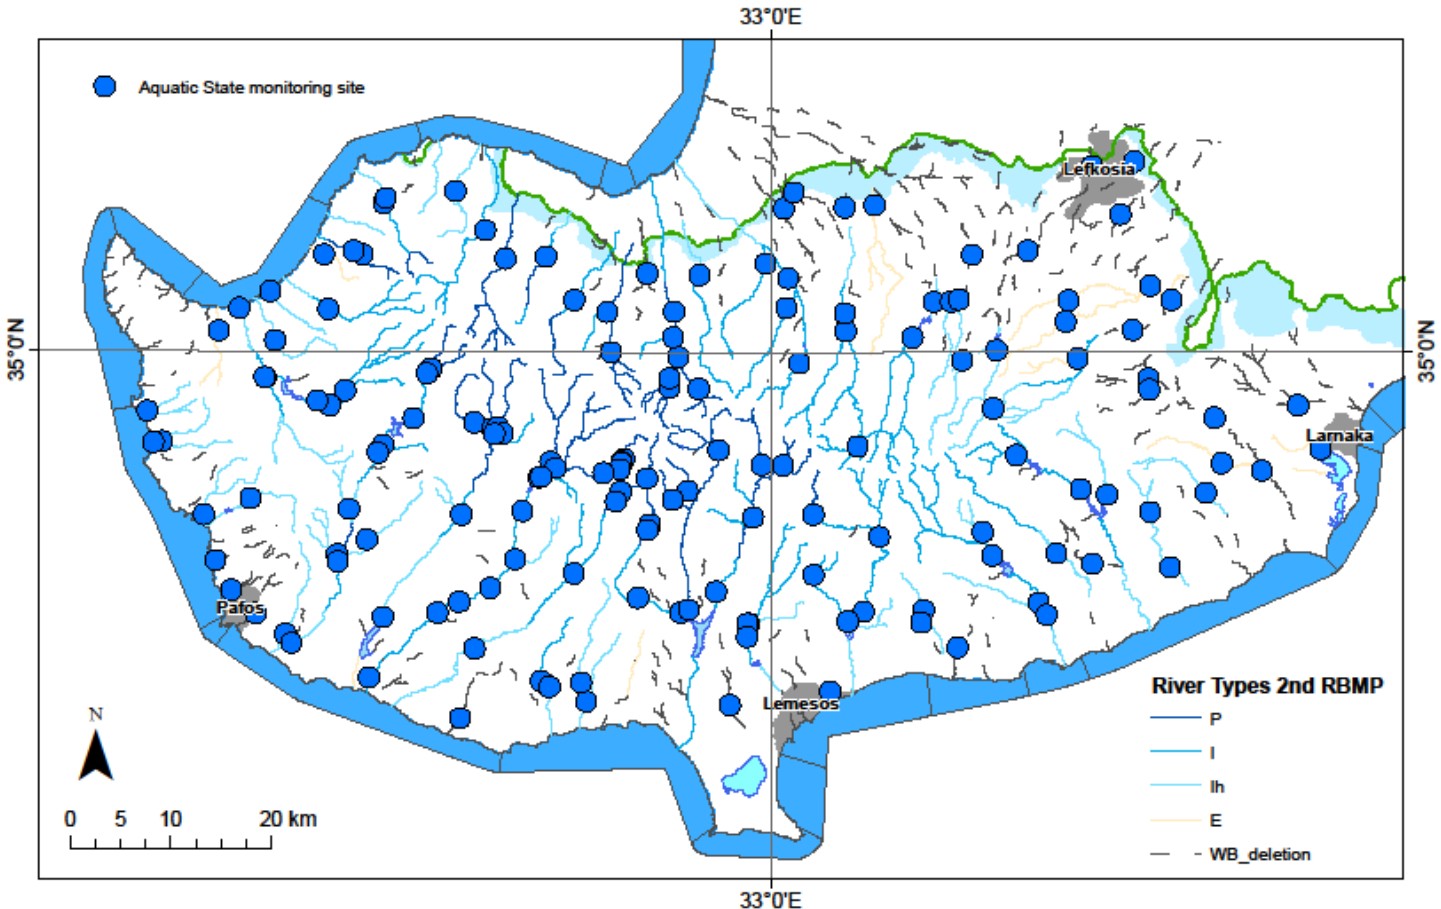 33°0'E
Aquatic State monitoring site
Lefkosia
35°0'N
35°0'N
Larnaka
Pafos
Lemesos
River Types 2nd RBMP
P
I
Ih
E
WB_deletion
N
0 5 10 20 km
33°0'E